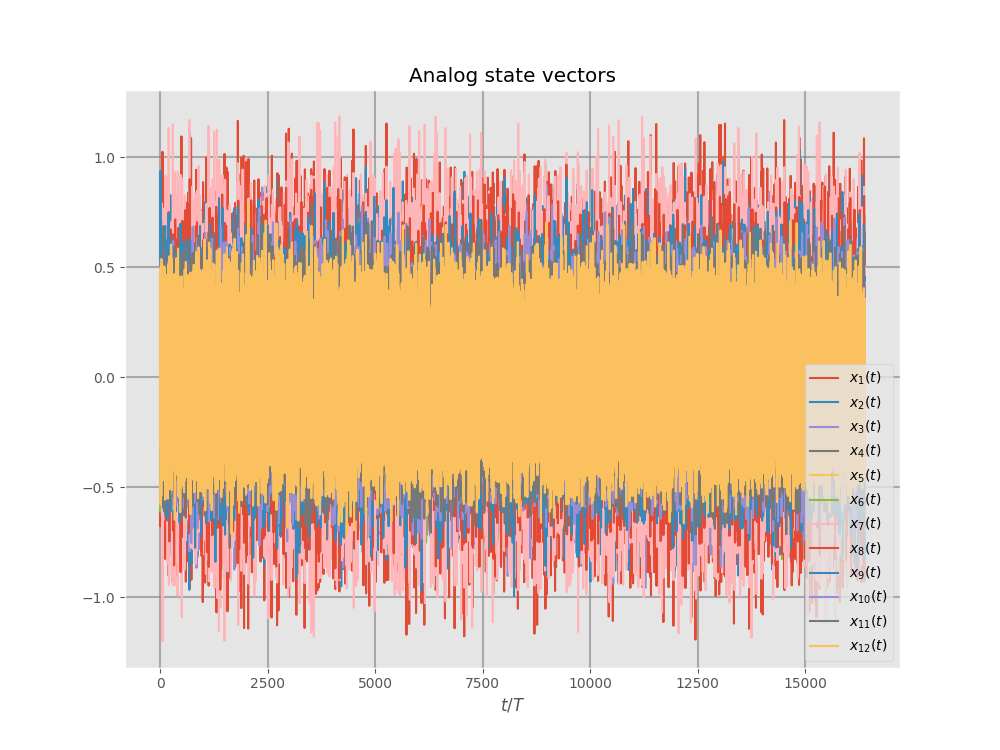 Analog state vectors
1.0
0.5
0.0
−0.5
−1.0
0
2500
5000
7500
10000
12500
15000
t/T
x₁(t)
x₂(t)
x₃(t)
x₄(t)
x₅(t)
x₆(t)
x₇(t)
x₈(t)
x₉(t)
x₁₀(t)
x₁₁(t)
x₁₂(t)